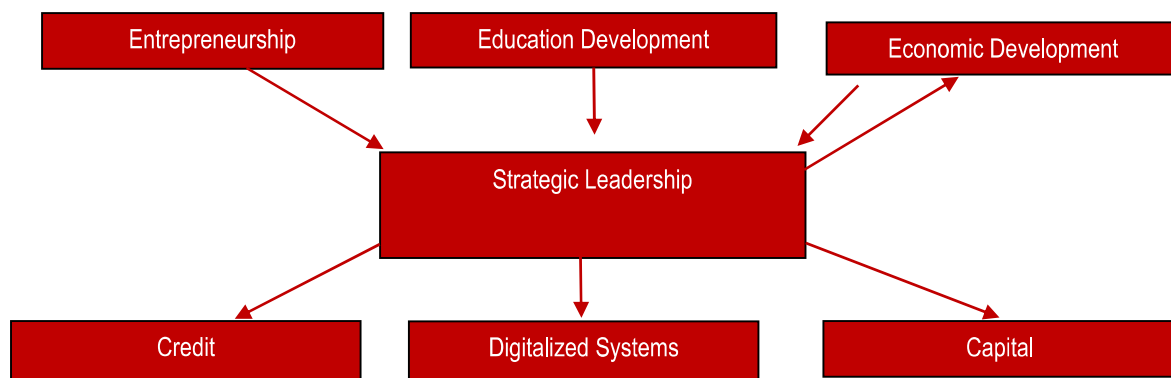 Entrepreneurship
Education Development
Economic Development
Strategic Leadership
Credit
Digitalized Systems
Capital